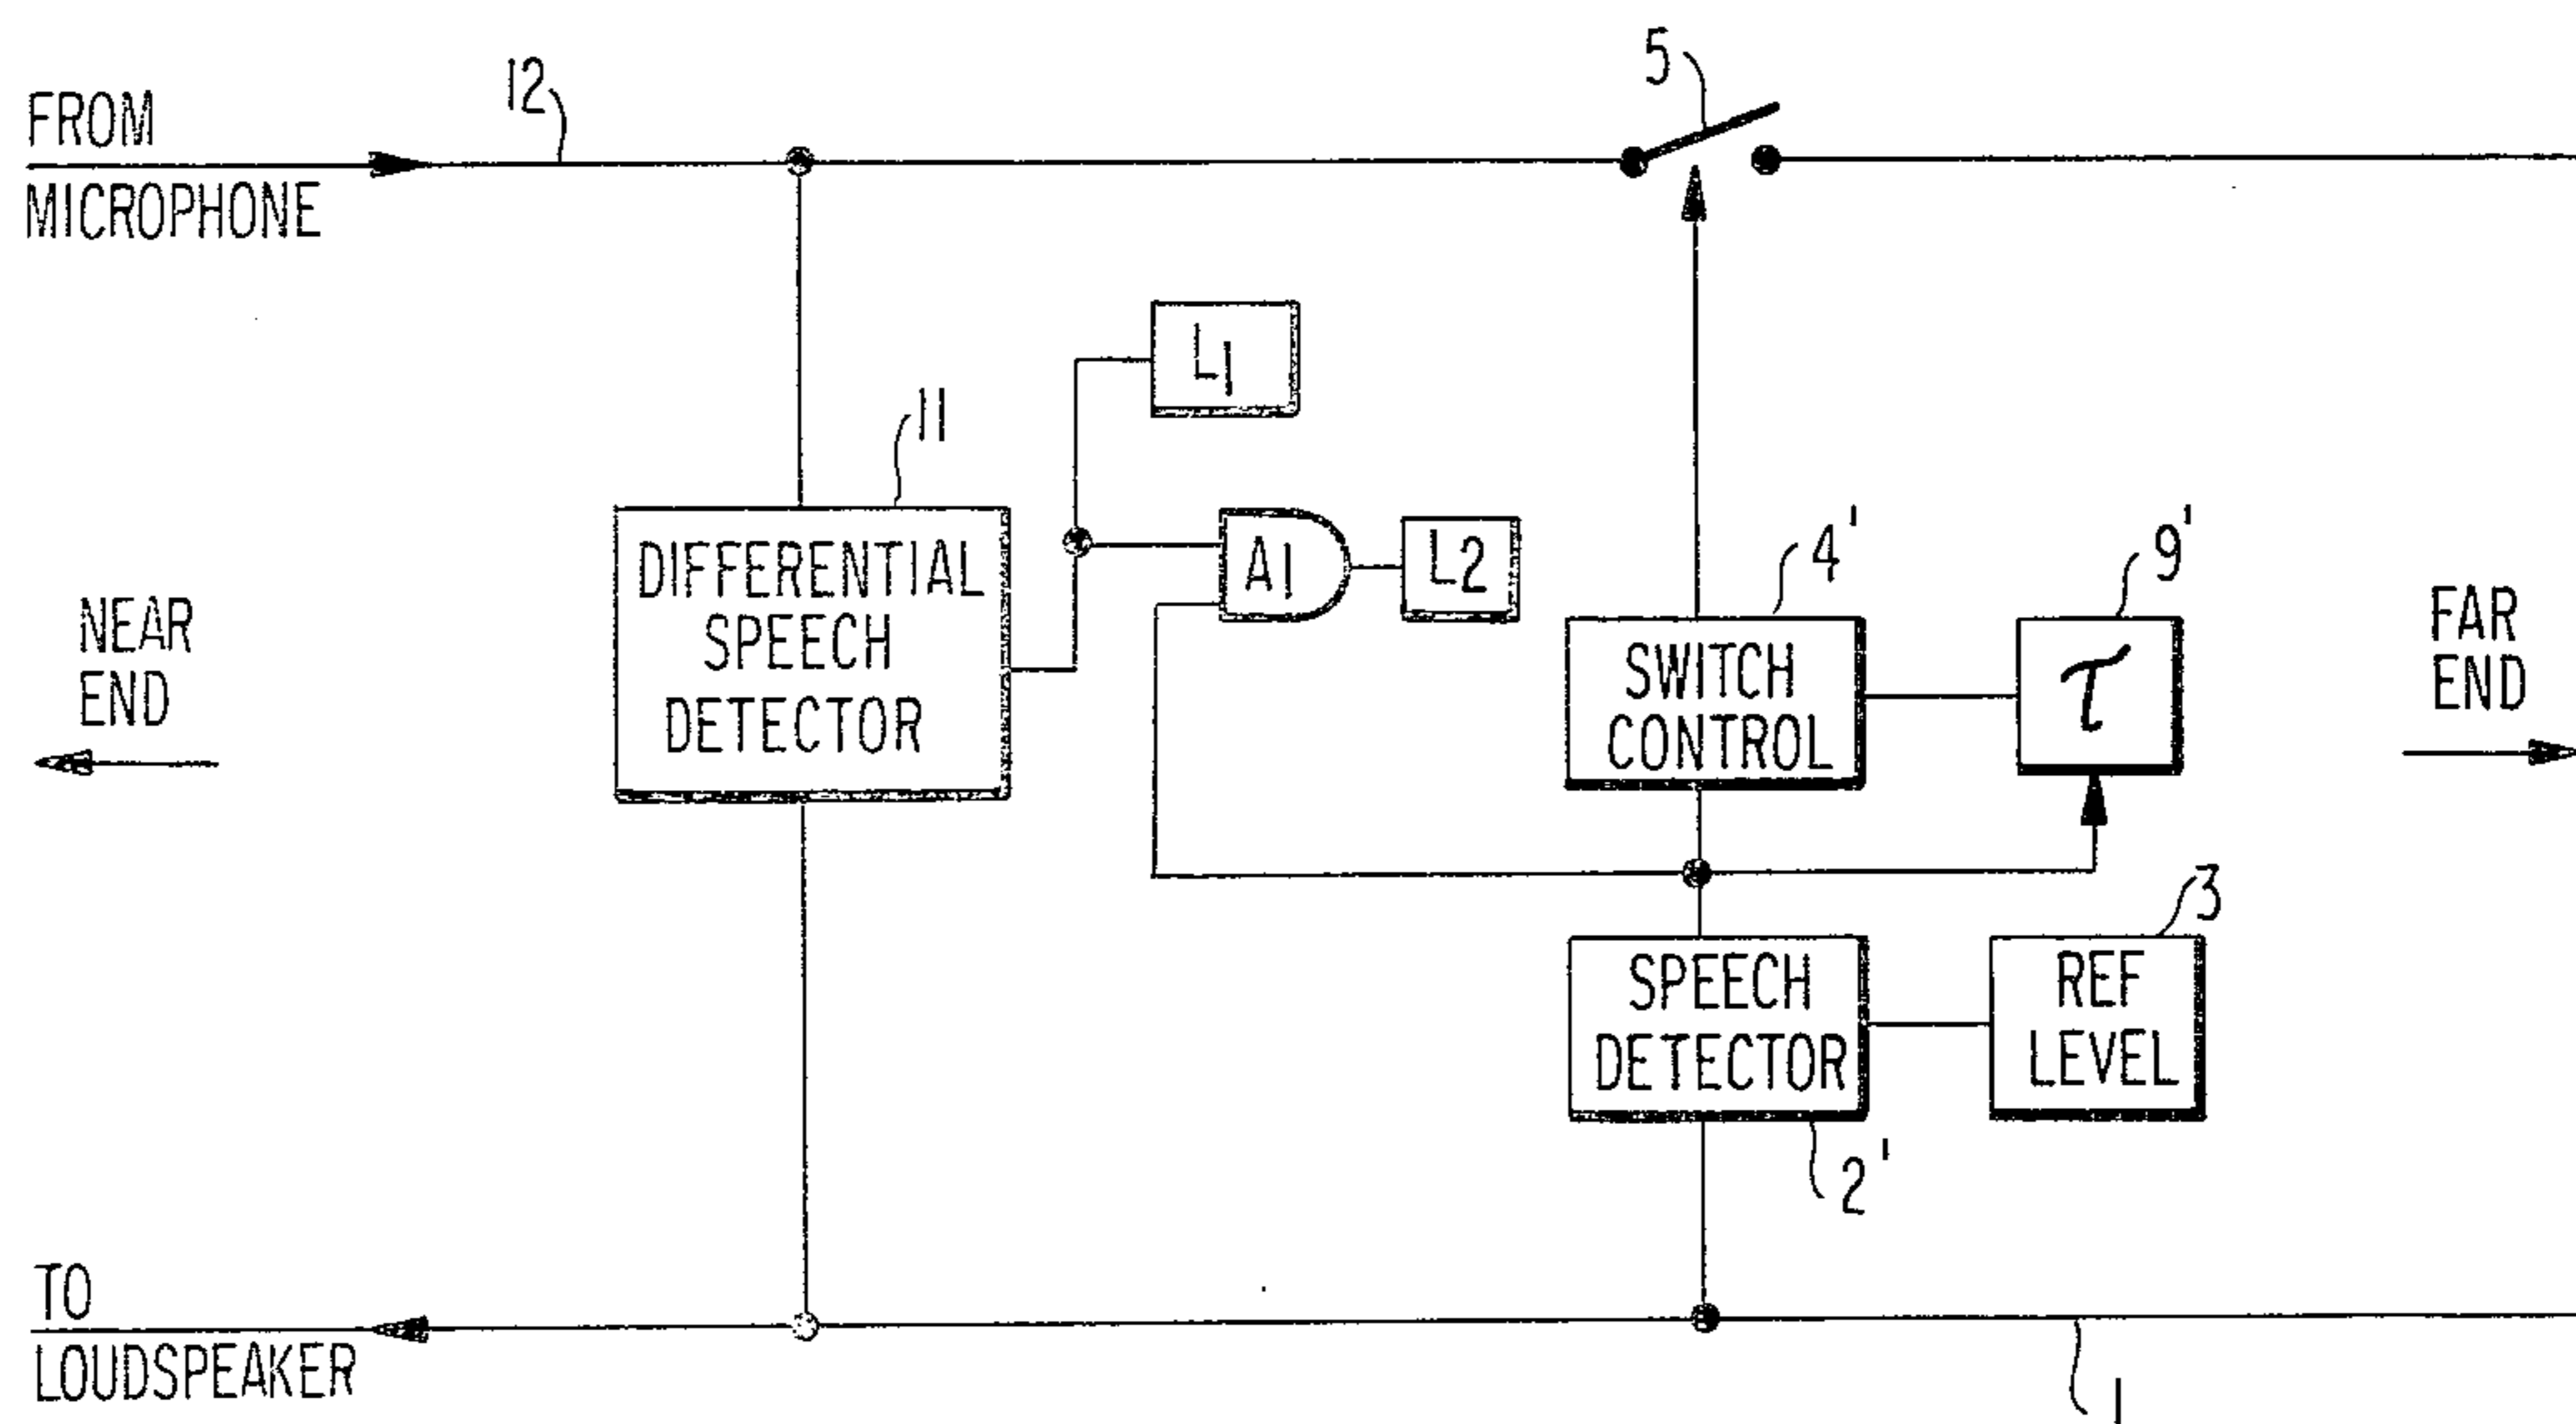 FROM
MICROPHONE
12
5
L1
11
DIFFERENTIAL
SPEECH
DETECTOR
A1
L2
4'
9'
SWITCH
CONTROL
τ
NEAR
END
FAR
END
3
SPEECH
DETECTOR
REF
LEVEL
2'
TO
LOUDSPEAKER
1